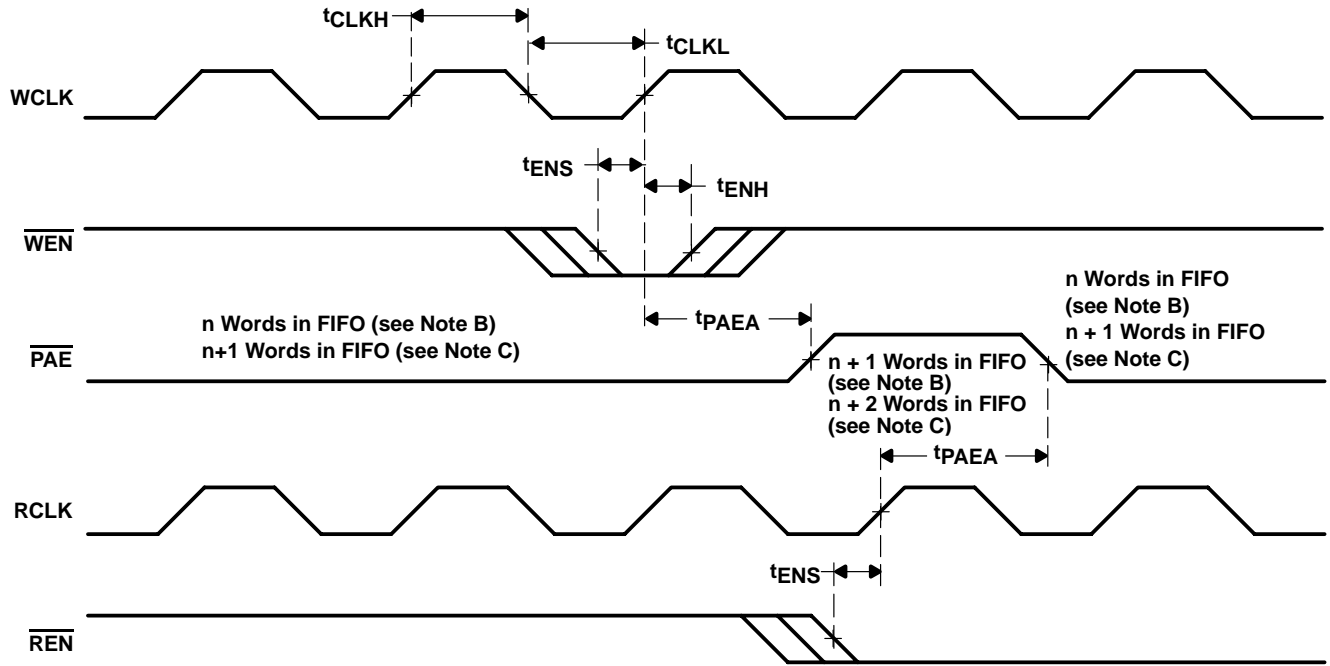 tCLKH
tCLKL
WCLK
tENS
tENH
WEN
n Words in FIFO (see Note B)
n+1 Words in FIFO (see Note C)
tPAEA
n Words in FIFO
(see Note B)
n + 1 Words in FIFO
(see Note C)
PAE
n + 1 Words in FIFO
(see Note B)
n + 2 Words in FIFO
(see Note C)
tPAEA
RCLK
tENS
REN